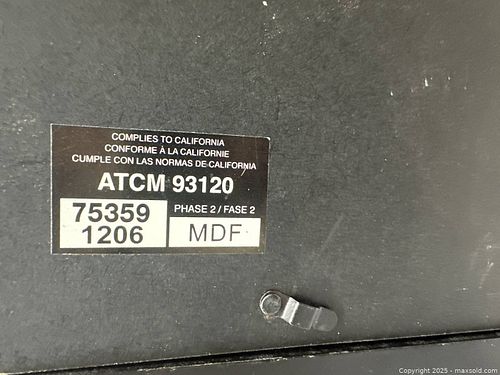 COMPLIES TO CALIFORNIA
CONFORME À LA CALIFORNIE
CUMPLE CON LAS NORMAS DE CALIFORNIA
ATCM 93120
75359
1206
PHASE 2 / FASE 2
MDF
Copyright 2025 - maxsold.com